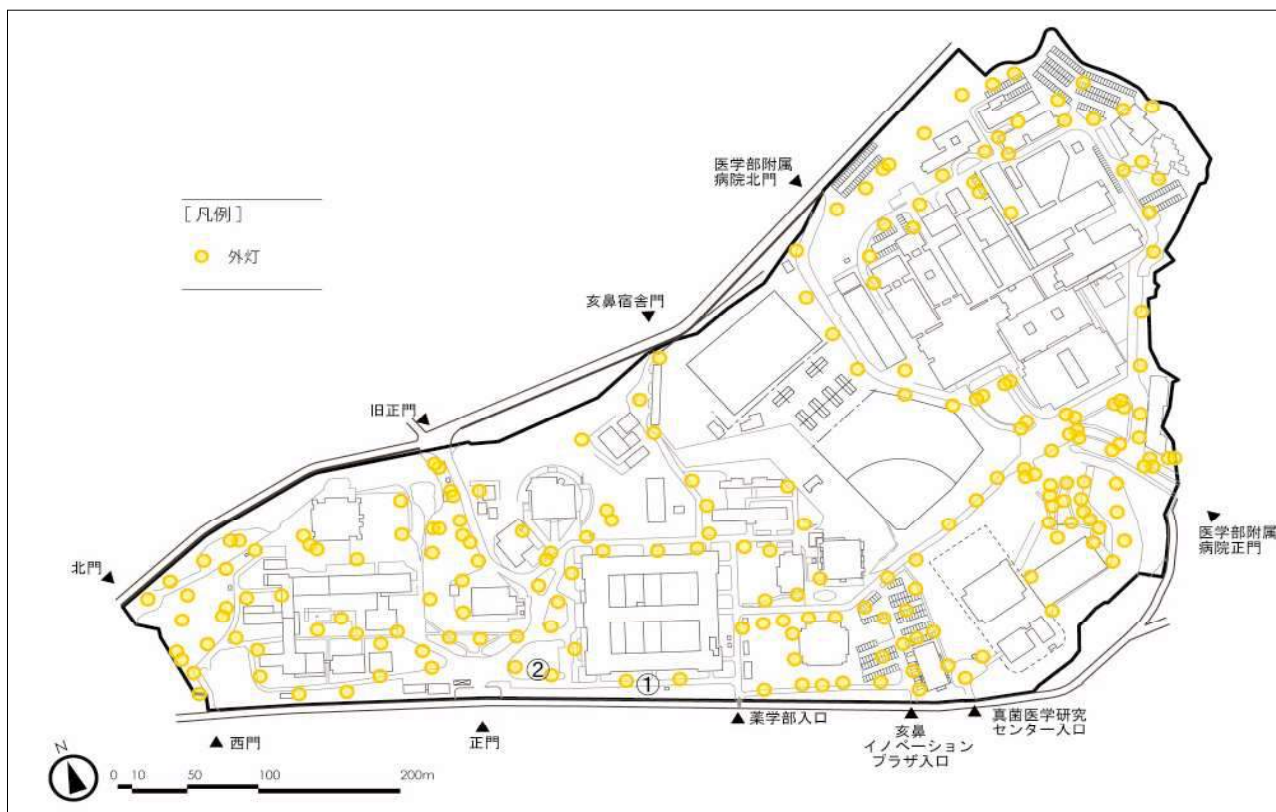 医学部附属
病院北門
[凡例]
外灯
亥鼻宿舎門
旧正門
医学部附属
病院正門
北門
②
①
薬学部入口
真菌医学研究
センター入口
亥鼻
イノベーション
プラザ入口
西門
正門
N
0 10 50 100 200m